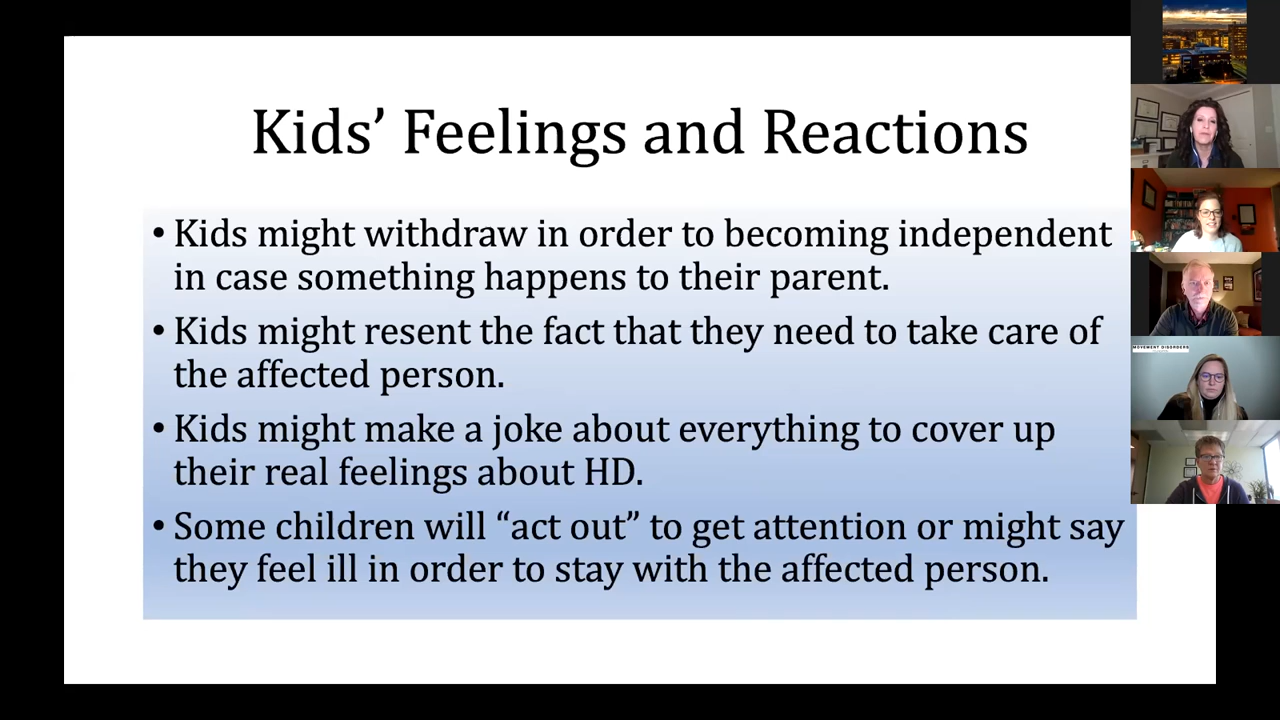 Kids’ Feelings and Reactions
• Kids might withdraw in order to becoming independent
in case something happens to their parent.
• Kids might resent the fact that they need to take care of
the affected person.
• Kids might make a joke about everything to cover up
their real feelings about HD.
• Some children will “act out” to get attention or might say
they feel ill in order to stay with the affected person.
MOVEMENT DISORDERS